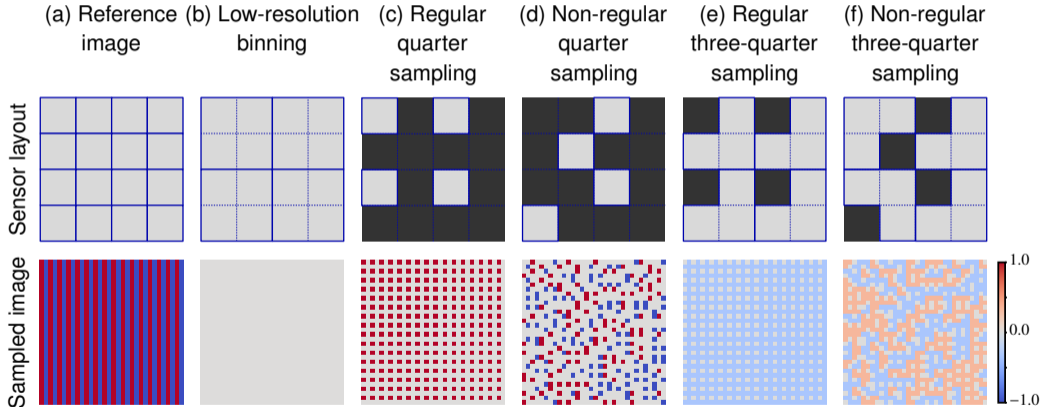 (a) Reference
image
(b) Low-resolution
binning
(c) Regular
quarter
sampling
(d) Non-regular
quarter
sampling
(e) Regular
three-quarter
sampling
(f) Non-regular
three-quarter
sampling
Sensor layout
Sampled image
1.0
0.0
−1.0